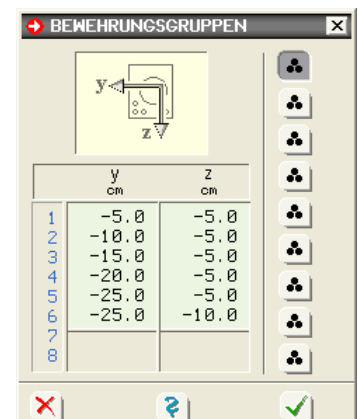 BEWEHRUNGSGRUPPEN
y
z
y z
cm cm
1 -5.0 -5.0
2 -10.0 -5.0
3 -15.0 -5.0
4 -20.0 -5.0
5 -25.0 -5.0
6 -25.0 -10.0
7
8